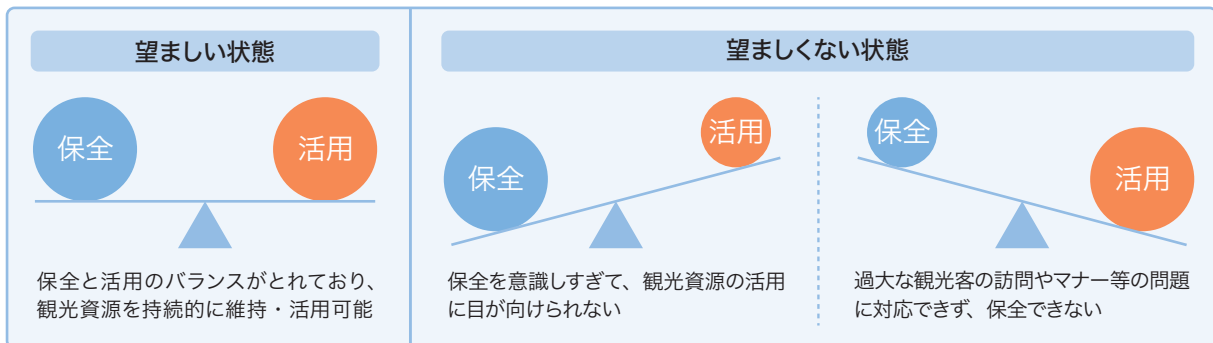 望ましい状態
保全
活用
保全と活用のバランスがとれており、
観光資源を持続的に維持・活用可能
望ましくない状態
保全
活用
保全を意識しすぎて、観光資源の活用
に目が向けられない
保全
活用
過大な観光客の訪問やマナー等の問題
に対応できず、保全できない